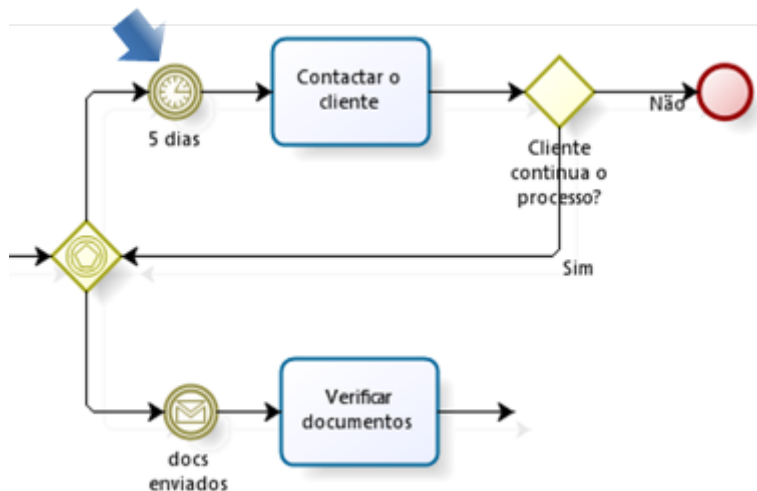 Contactar o
cliente
5 dias
Não
Cliente
continua o
processo?
Sim
Verificar
documentos
docs
enviados